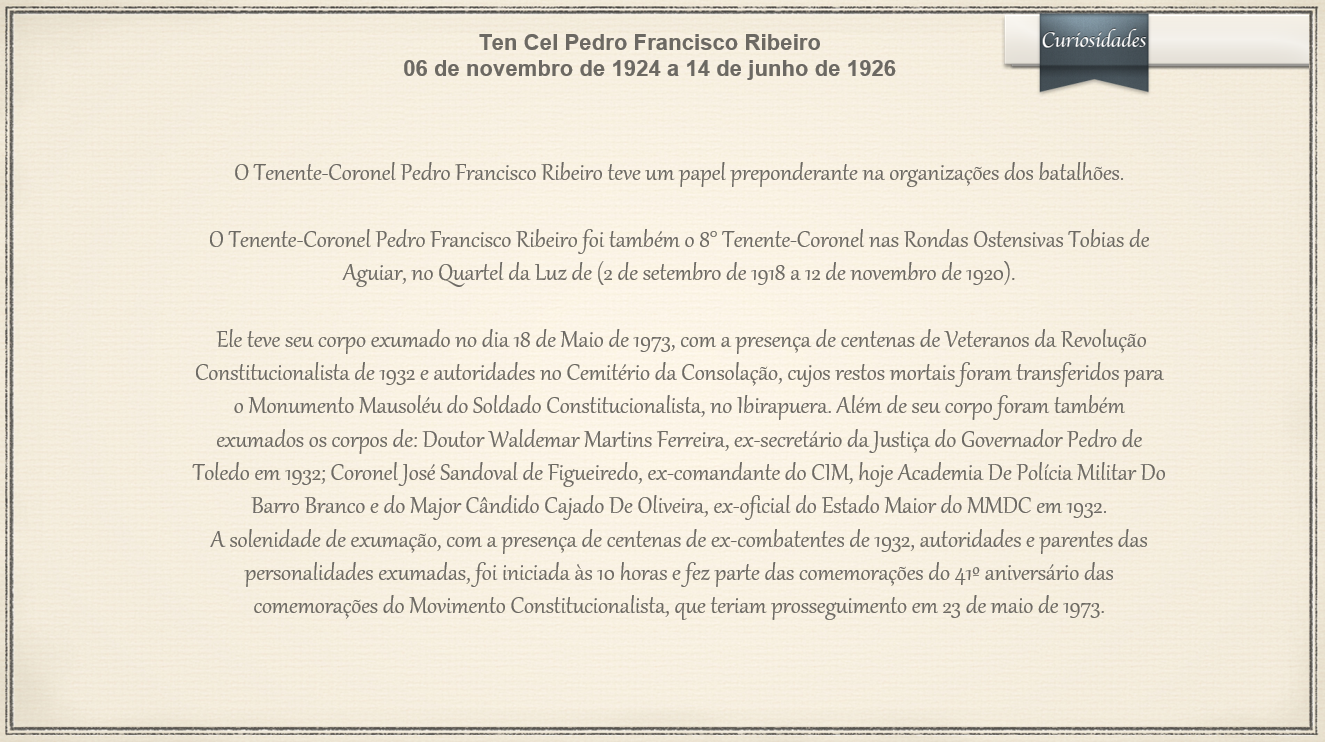 Ten Cel Pedro Francisco Ribeiro
06 de novembro de 1924 a 14 de junho de 1926
Curiosidades
O Tenente-Coronel Pedro Francisco Ribeiro teve um papel preponderante na organizações dos batalhões.
O Tenente-Coronel Pedro Francisco Ribeiro foi também o 8° Tenente-Coronel nas Rondas Ostensivas Tobias de
Aguiar, no Quartel da Luz de (2 de setembro de 1918 a 12 de novembro de 1920).
Ele teve seu corpo exumado no dia 18 de Maio de 1973, com a presença de centenas de Veteranos da Revolução
Constitucionalista de 1932 e autoridades no Cemitério da Consolação, cujos restos mortais foram transferidos para
o Monumento Mausoléu do Soldado Constitucionalista, no Ibirapuera. Além de seu corpo foram também
exumados os corpos de: Doutor Waldemar Martins Ferreira, ex-secretário da Justiça do Governador Pedro de
Toledo em 1932; Coronel José Sandoval de Figueiredo, ex-comandante do CIM, hoje Academia De Polícia Militar Do
Barro Branco e do Major Cândido Cajado De Oliveira, ex-oficial do Estado Maior do MMDC em 1932.
A solenidade de exumação, com a presença de centenas de ex-combatentes de 1932, autoridades e parentes das
personalidades exumadas, foi iniciada às 10 horas e fez parte das comemorações do 41º aniversário das
comemorações do Movimento Constitucionalista, que teriam prosseguimento em 23 de maio de 1973.